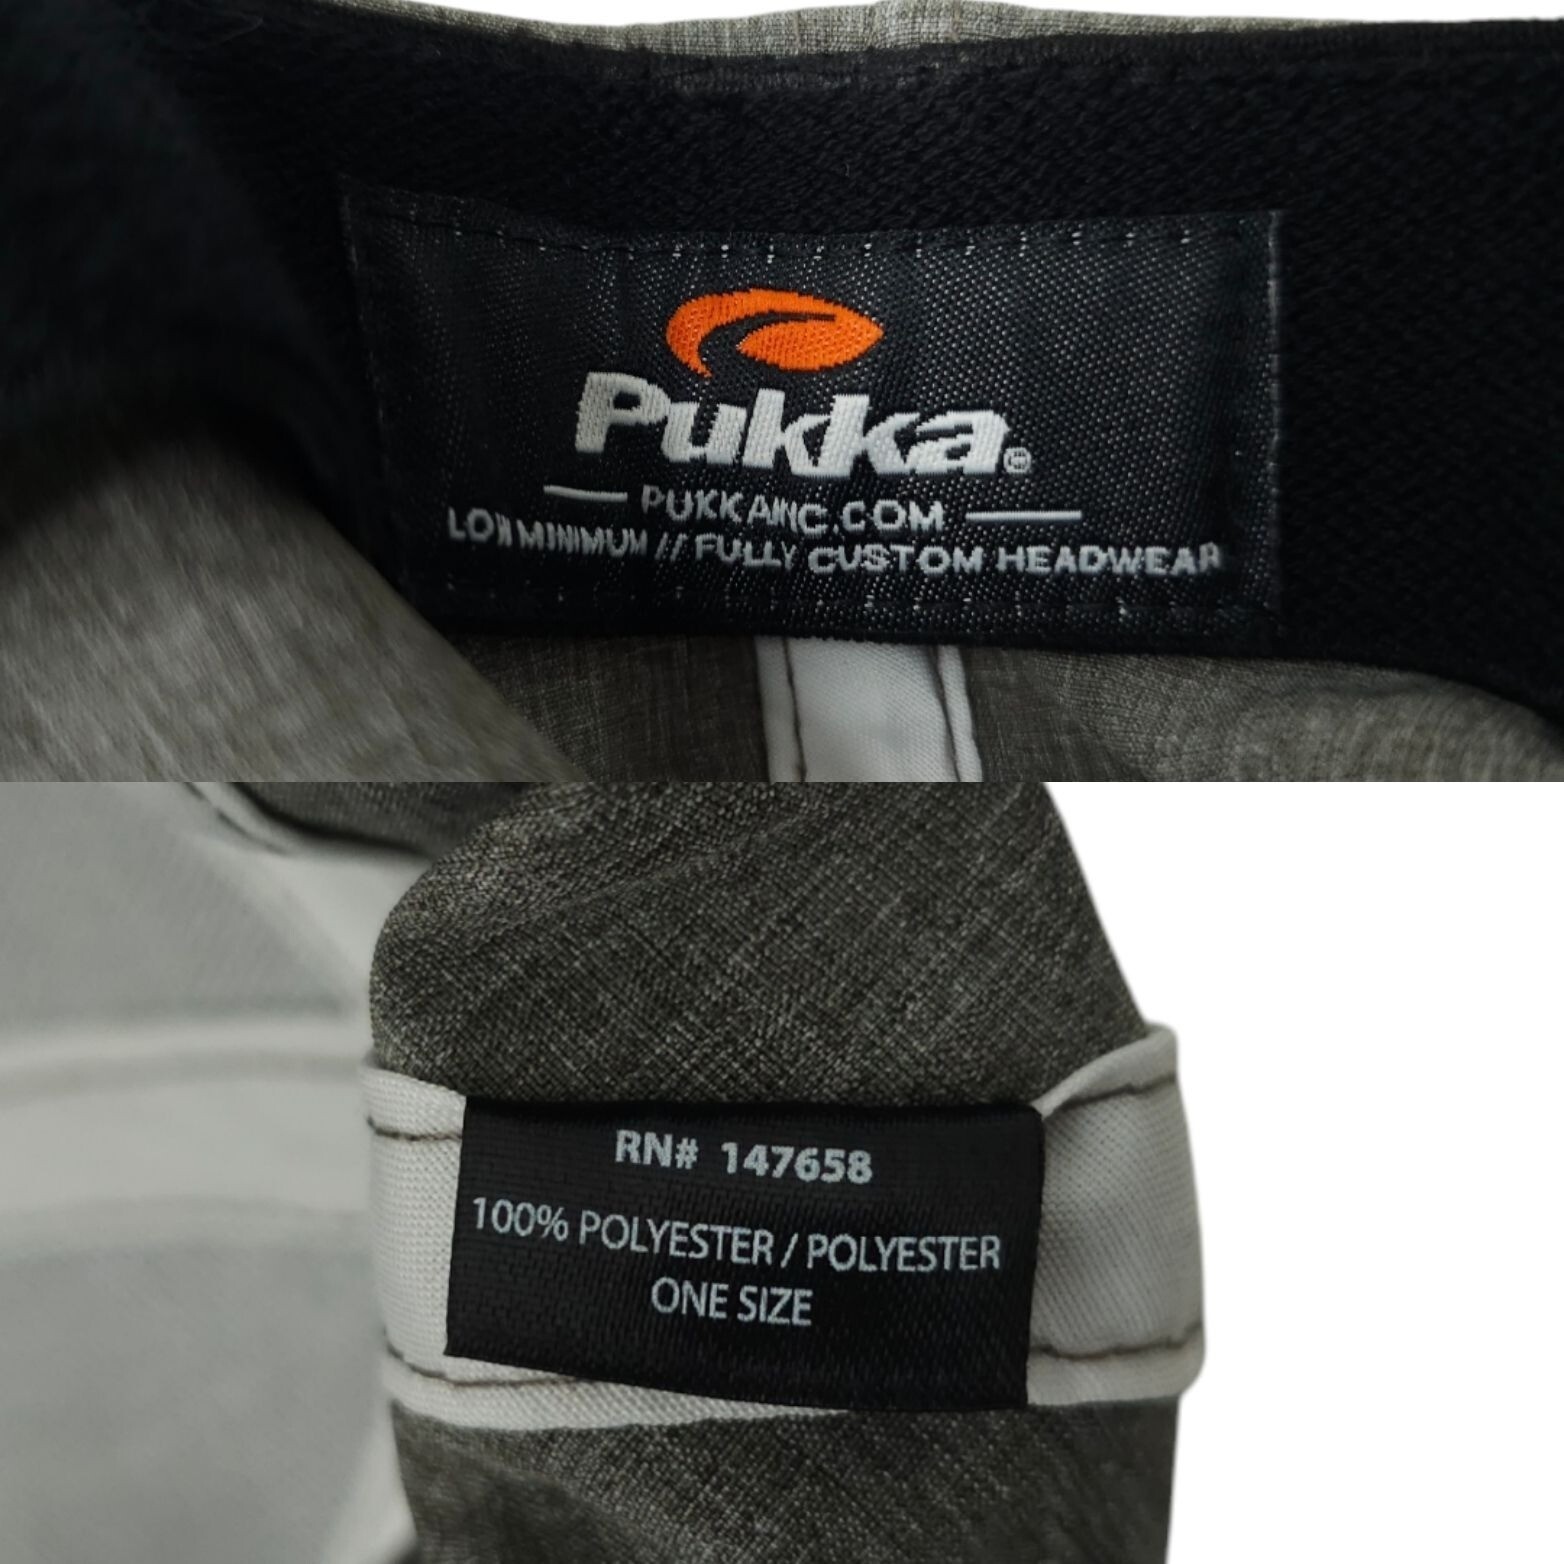 Pukka®
PUKKAINC.COM
LOW MINIMUM // FULLY CUSTOM HEADWEAR
RN# 147658
100% POLYESTER / POLYESTER
ONE SIZE